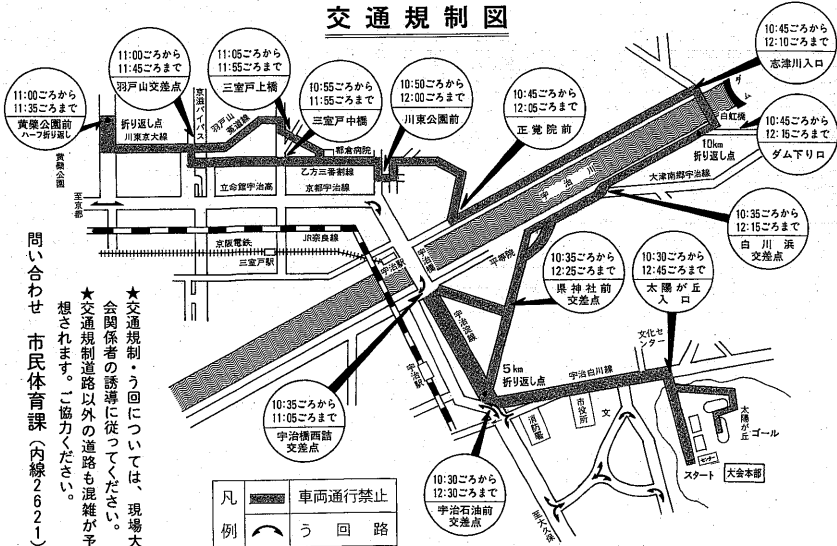 交通規制図
11:00ごろから
11:35ごろまで
黄檗公園前
ハーフ折り返し
11:00ごろから
11:45ごろまで
羽戸山交差点
11:05ごろから
11:55ごろまで
三室戸上橋
10:55ごろから
11:55ごろまで
三室戸中橋
10:50ごろから
12:00ごろまで
川東公園前
10:45ごろから
12:05ごろまで
正覚院前
10:45ごろから
12:10ごろまで
志津川入口
10:45ごろから
12:15ごろまで
ダム下り口
10:35ごろから
12:15ごろまで
白川浜
交差点
10:35ごろから
12:25ごろまで
県神社前
交差点
10:30ごろから
12:45ごろまで
太陽が丘
入口
10:35ごろから
11:05ごろまで
宇治橋西詰
交差点
10:30ごろから
12:30ごろまで
宇治石油前
交差点
折り返し点
川東京大線
京滋バイパス
羽戸山
黄檗公園
都倉病院
乙方三番割線
立命館宇治高
京都宇治線
至京都
京阪電鉄
JR奈良線
三室戸駅
宇治駅
宇治橋
宇治川
平等院
ダム
白虹橋
10km
折り返し点
大津南郷宇治線
宇治淀線
宇治駅
5km
折り返し点
宇治白川線
文化センター
市役所
消防署
文
太陽が丘
ゴール
センター
スタート
大会本部
至大久保
★交通規制・う回については、現場大
会関係者の誘導に従ってください。
★交通規制道路以外の道路も混雑が予
想されます。ご協力ください。
問い合わせ 市民体育課(内線2621)
凡例
車両通行禁止
う回路